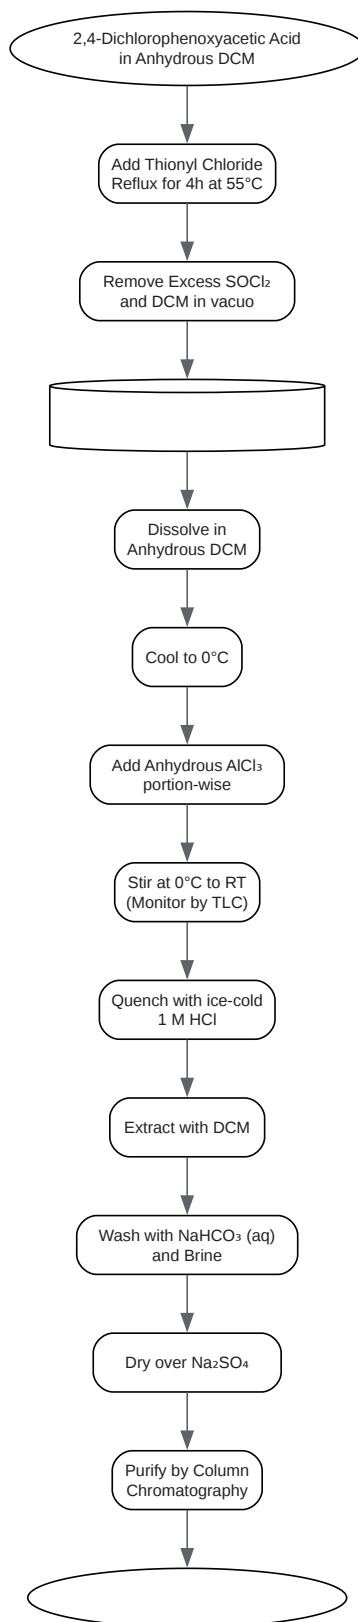 2,4-Dichlorophenoxyacetic Acid
in Anhydrous DCM
Add Thionyl Chloride
Reflux for 4h at 55°C
Remove Excess SOCl₂
and DCM in vacuo
Dissolve in
Anhydrous DCM
Cool to 0°C
Add Anhydrous AlCl₃
portion-wise
Stir at 0°C to RT
(Monitor by TLC)
Quench with ice-cold
1 M HCl
Extract with DCM
Wash with NaHCO₃ (aq)
and Brine
Dry over Na₂SO₄
Purify by Column
Chromatography